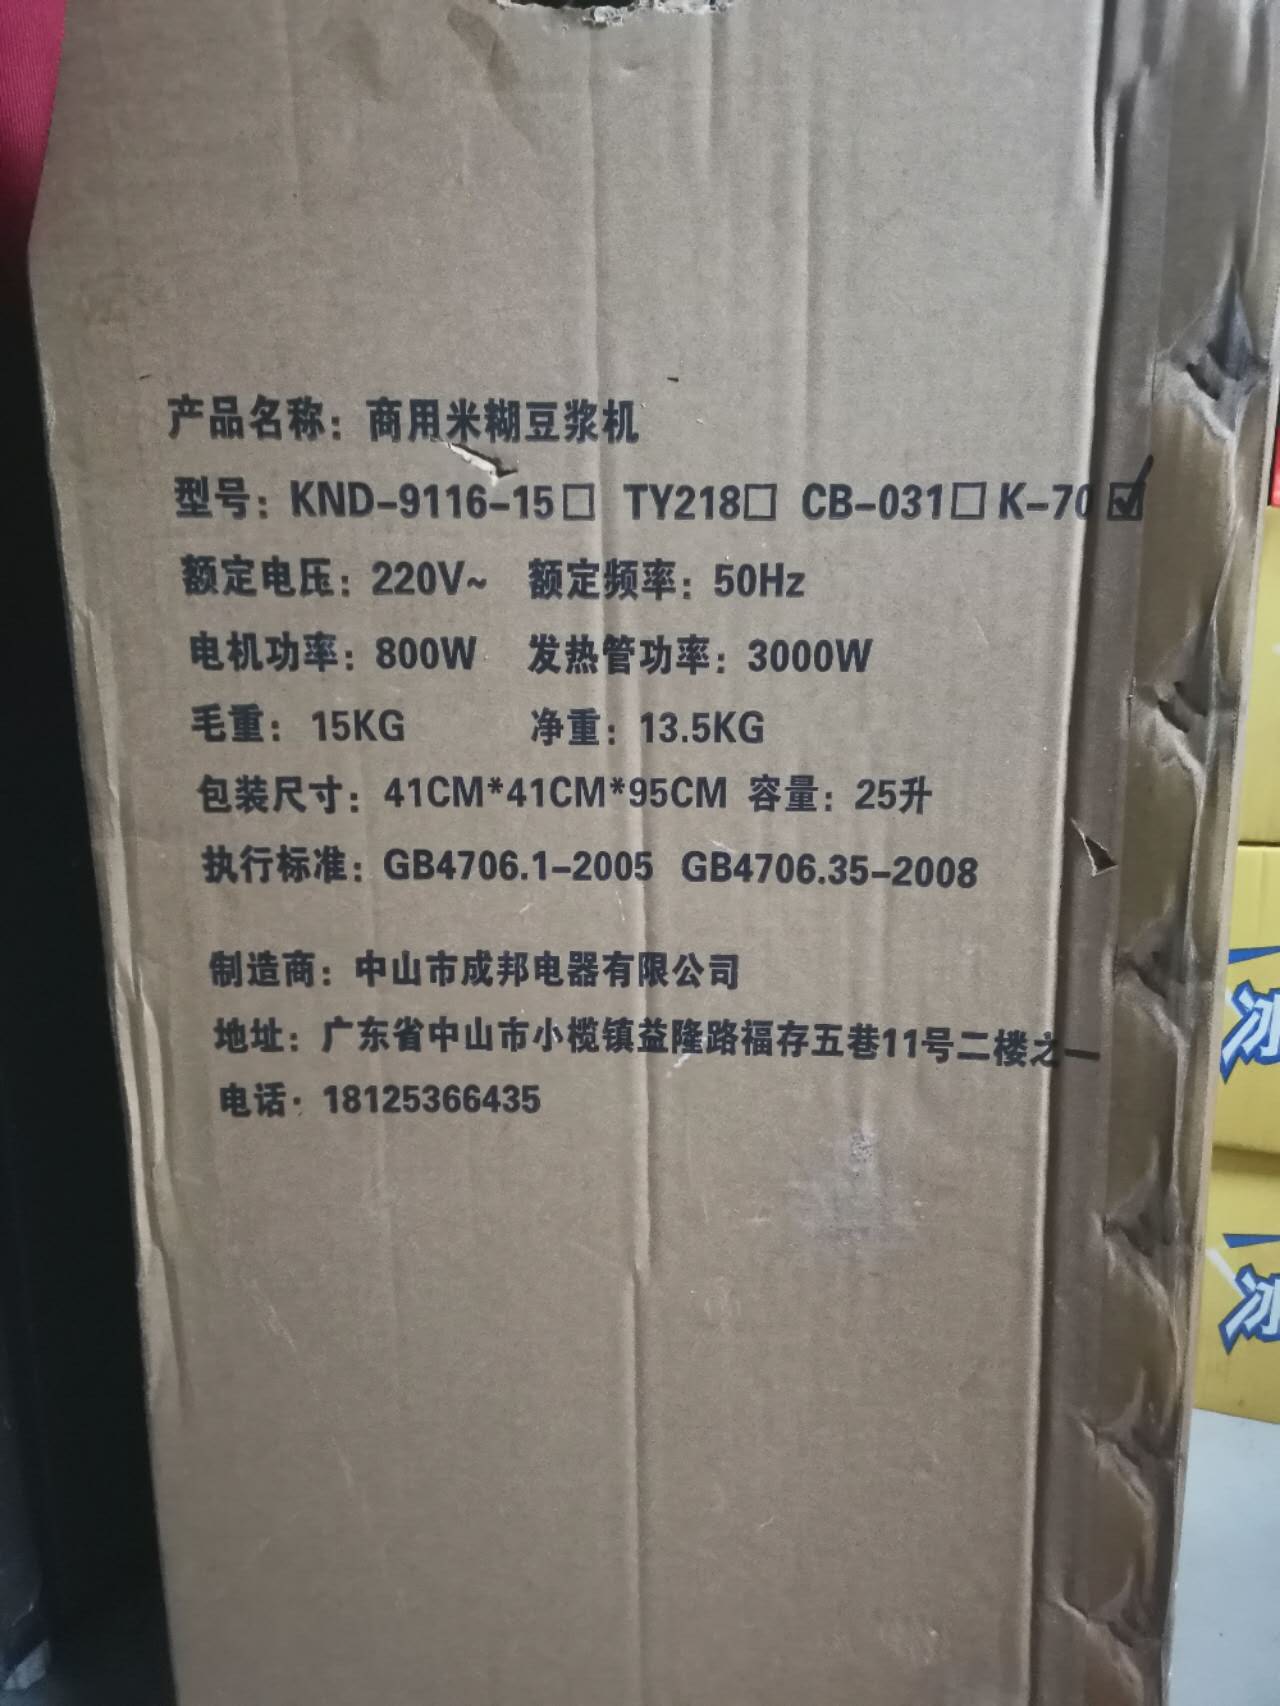 产品名称：商用米糊豆浆机
型号：KND-9116-15□ TY218□ CB-031□ K-70☑
额定电压：220V~ 额定频率：50Hz
电机功率：800W 发热管功率：3000W
毛重：15KG 净重：13.5KG
包装尺寸：41CM*41CM*95CM 容量：25升
执行标准：GB4706.1-2005 GB4706.35-2008
制造商：中山市成邦电器有限公司
地址：广东省中山市小榄镇益隆路福存五巷11号二楼之一
电话：18125366435